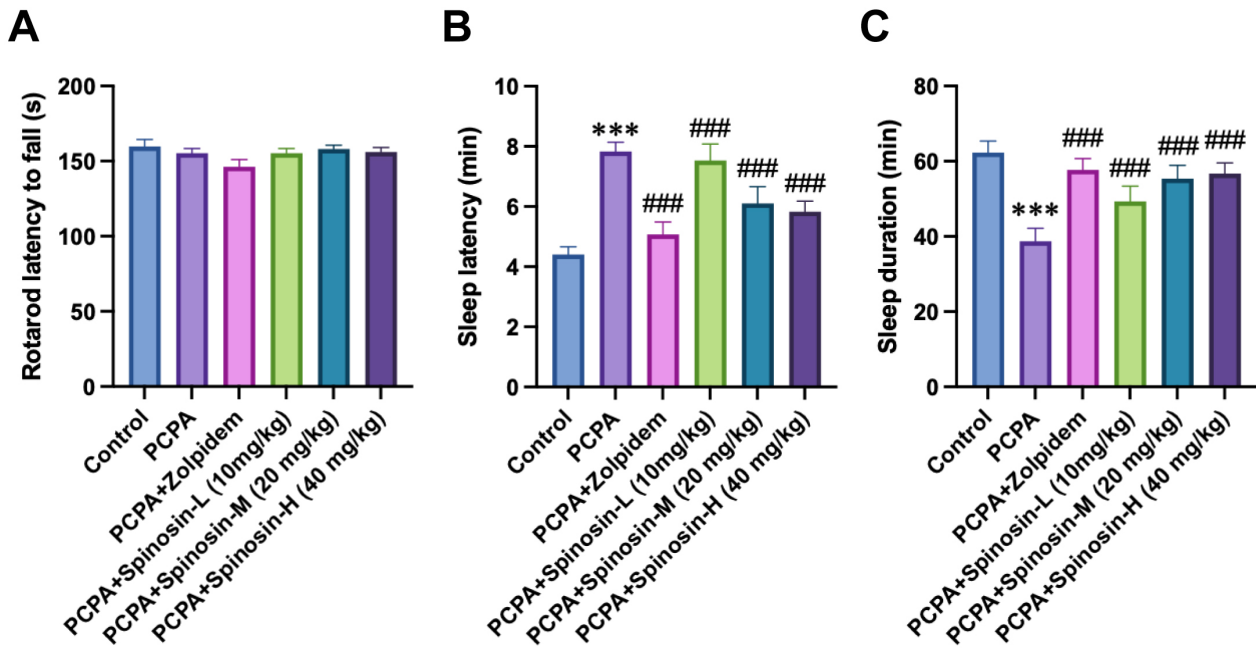 A
Rotarod latency to fall (s)
200
150
100
50
0
Control
PCPA
PCPA+Zolpidem
PCPA+Spinosin-L (10mg/kg)
PCPA+Spinosin-M (20 mg/kg)
PCPA+Spinosin-H (40 mg/kg)
B
Sleep latency (min)
10
8
6
4
2
0
***
###
###
###
###
Control
PCPA
PCPA+Zolpidem
PCPA+Spinosin-L (10mg/kg)
PCPA+Spinosin-M (20 mg/kg)
PCPA+Spinosin-H (40 mg/kg)
C
Sleep duration (min)
80
60
40
20
0
***
###
###
###
###
Control
PCPA
PCPA+Zolpidem
PCPA+Spinosin-L (10mg/kg)
PCPA+Spinosin-M (20 mg/kg)
PCPA+Spinosin-H (40 mg/kg)